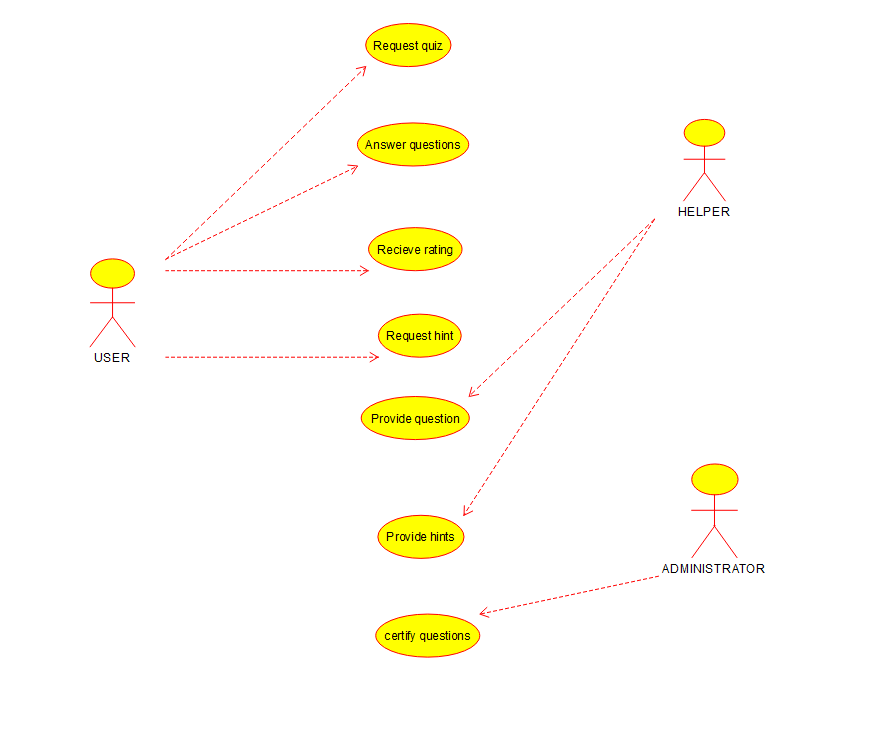 Request quiz
Answer questions
HELPER
Recieve rating
Request hint
USER
Provide question
Provide hints
ADMINISTRATOR
certify questions